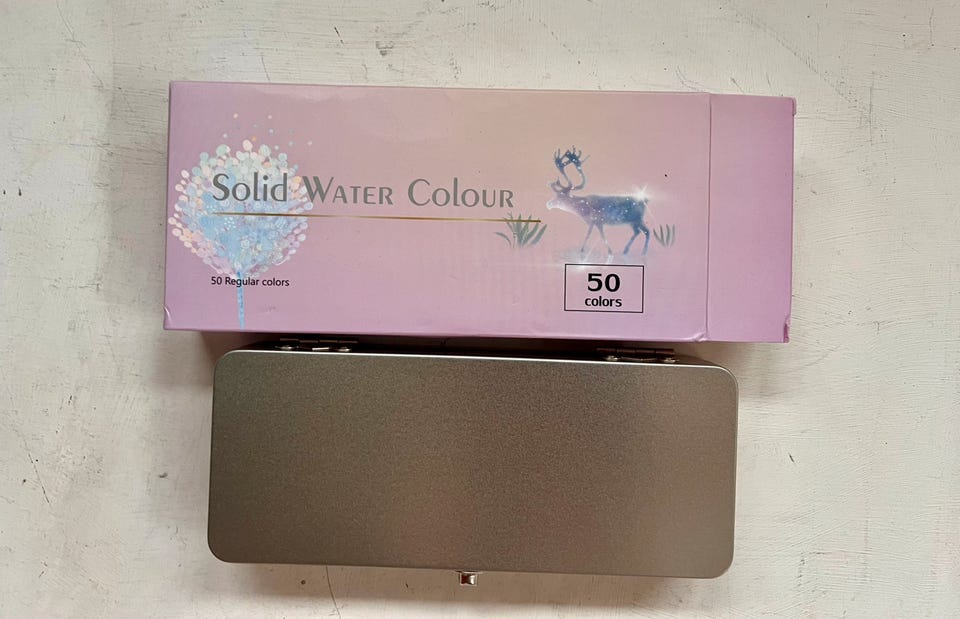 Solid WATER COLOUR
50 Regular colors
50
colors